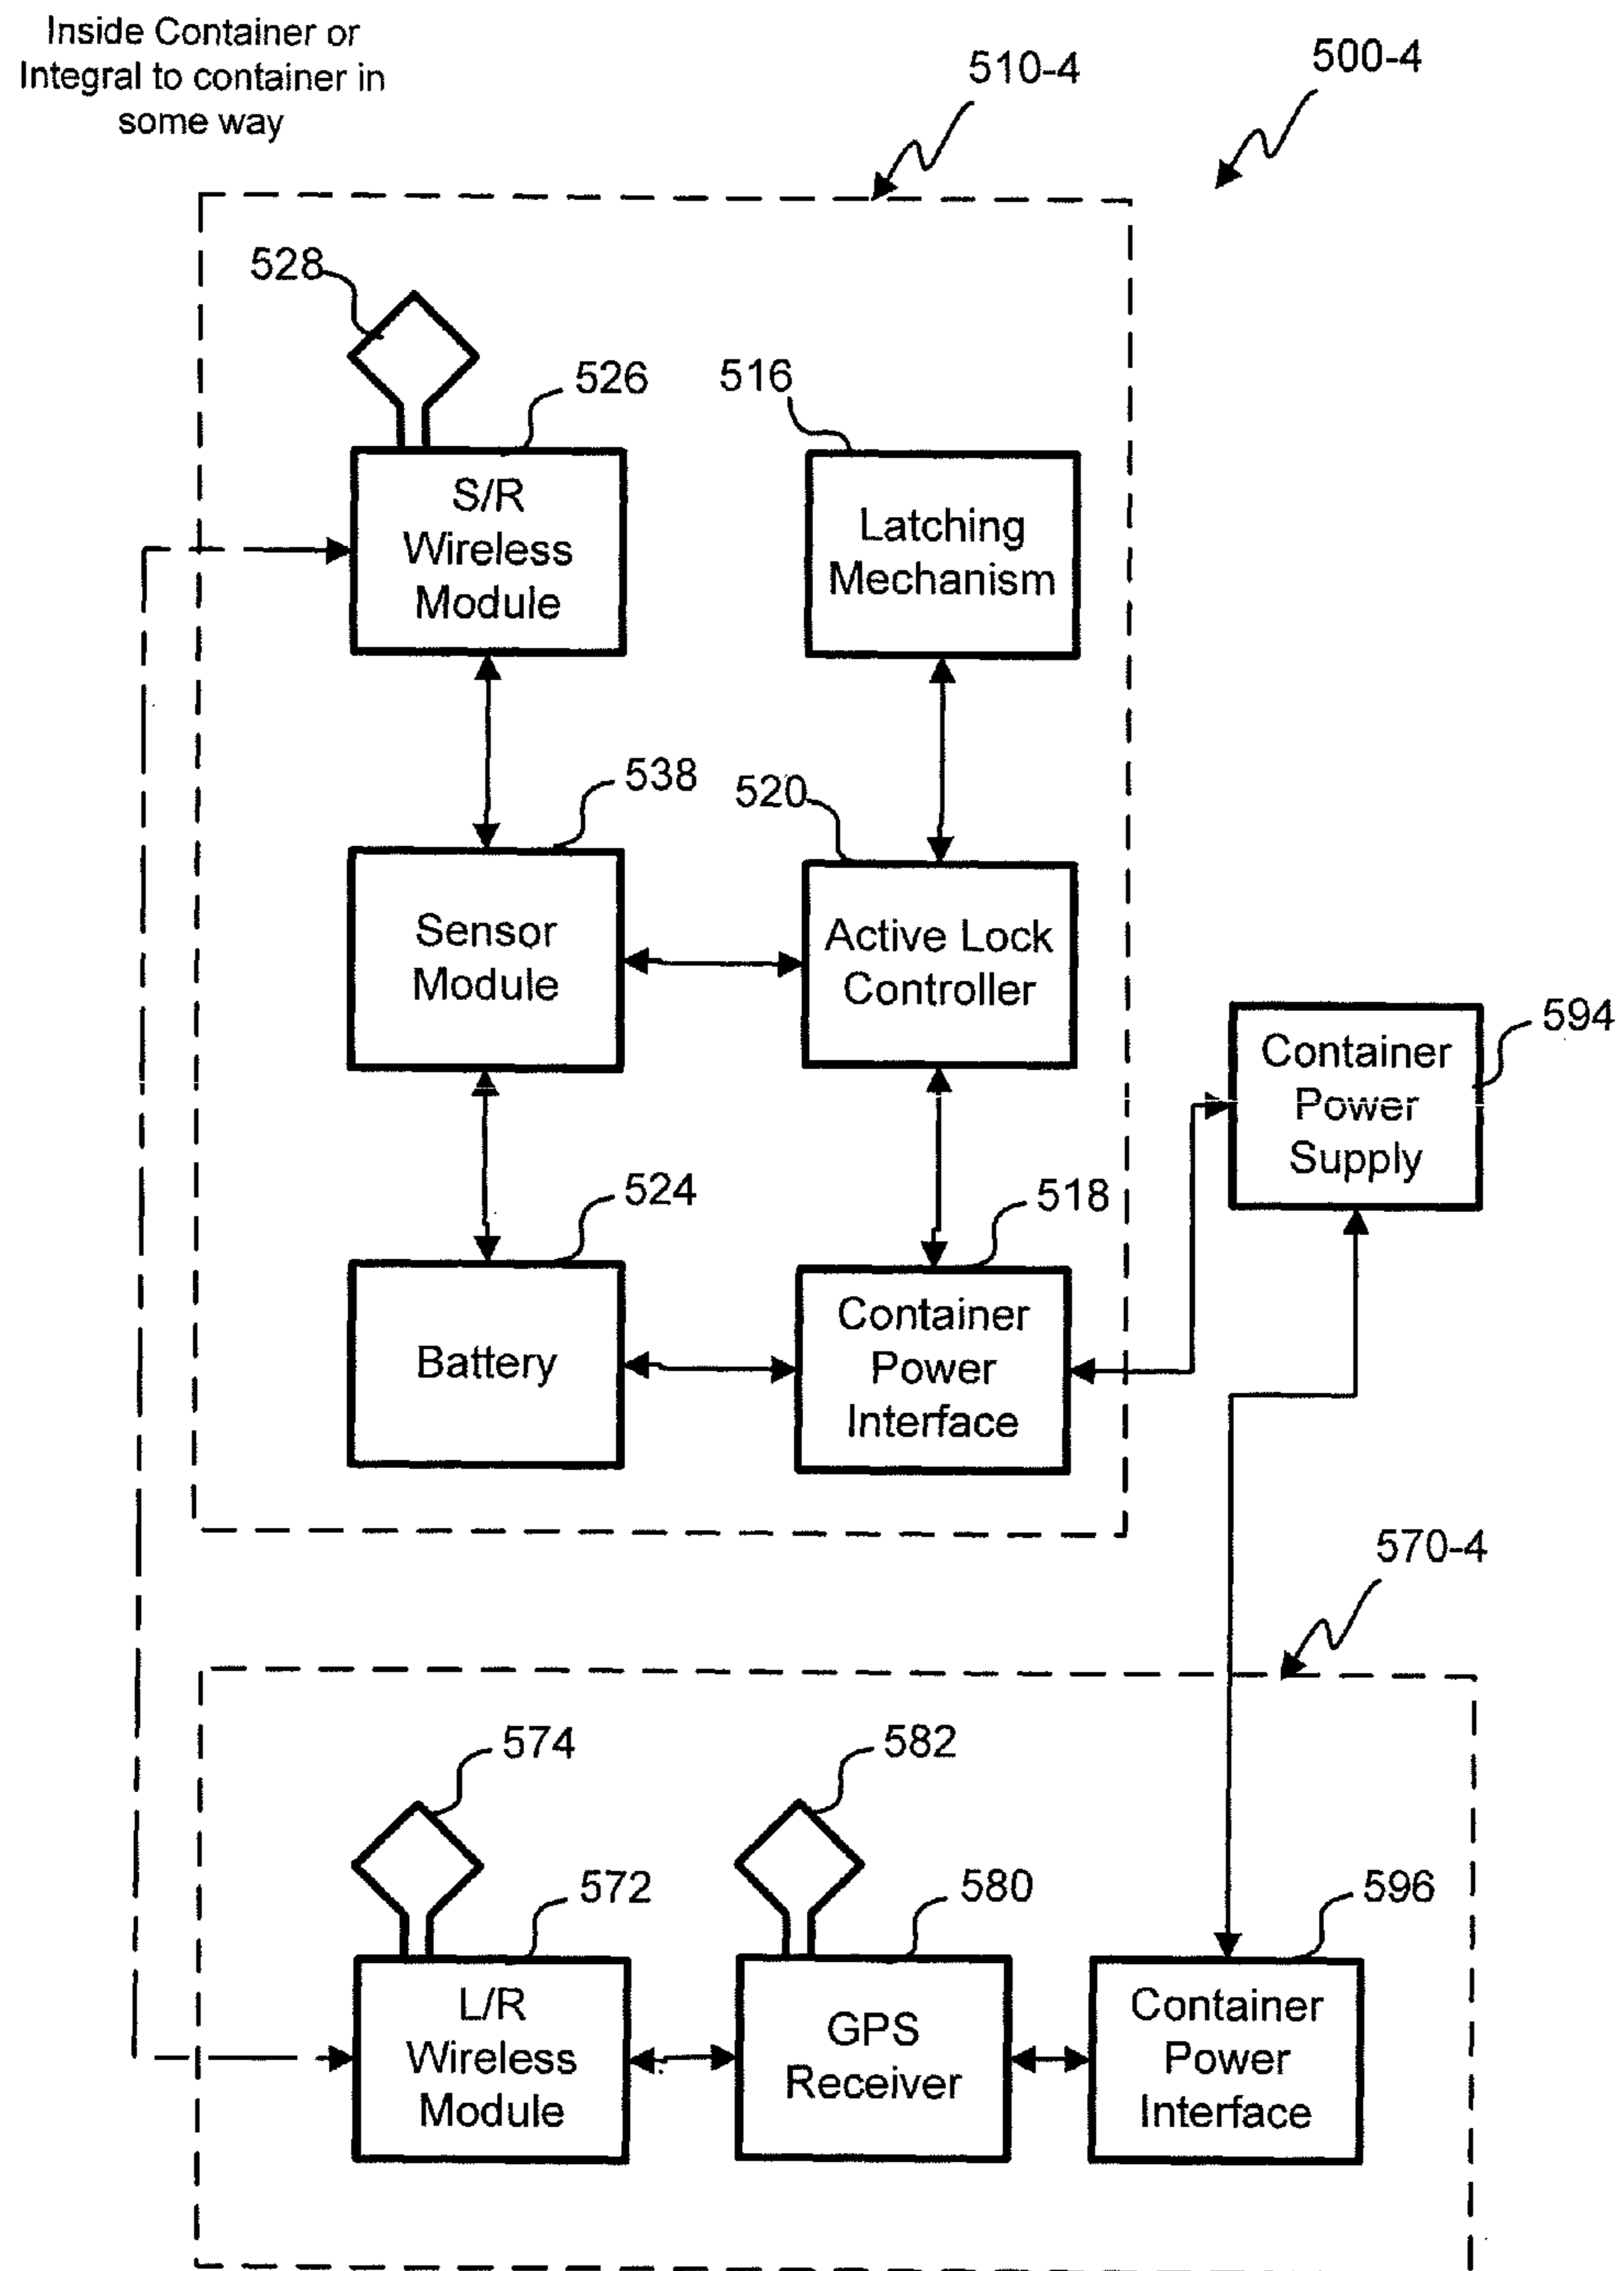 Inside Container or
Integral to container in
some way
510-4
500-4
528
526
516
S/R
Wireless
Module
Latching
Mechanism
538
520
Sensor
Module
Active Lock
Controller
594
Container
Power
Supply
524
518
Battery
Container
Power
Interface
570-4
574
582
572
580
596
L/R
Wireless
Module
GPS
Receiver
Container
Power
Interface